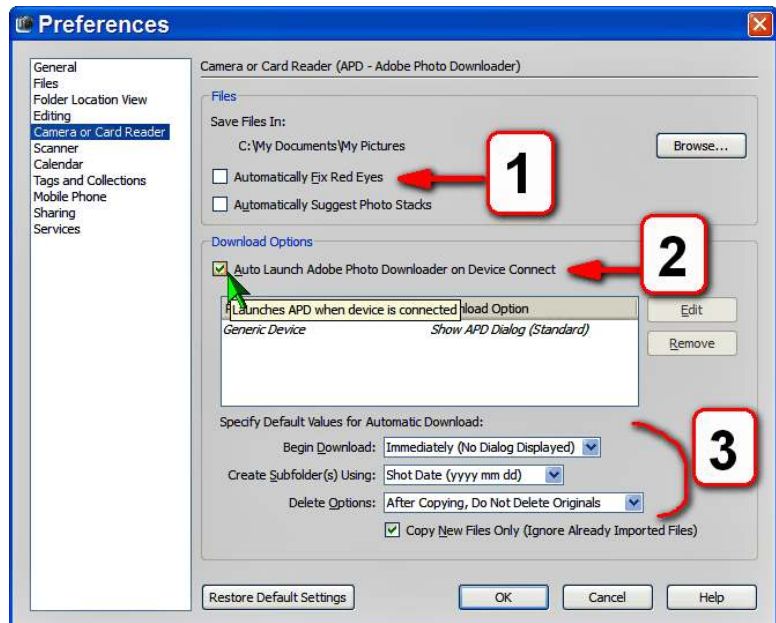 Preferences
General
Files
Folder Location View
Editing
Camera or Card Reader
Scanner
Calendar
Tags and Collections
Mobile Phone
Sharing
Services
Camera or Card Reader (APD - Adobe Photo Downloader)
Files
Save Files In:
C:\My Documents\My Pictures
Browse...
Automatically Fix Red Eyes
1
Automatically Suggest Photo Stacks
Download Options
Auto Launch Adobe Photo Downloader on Device Connect
2
Launches APD when device is connected
Option
Edit
Generic Device Show APD Dialog (Standard)
Remove
Specify Default Values for Automatic Download:
3
Begin Download: Immediately (No Dialog Displayed)
Create Subfolder(s) Using: Shot Date (yyyy mm dd)
Delete Options: After Copying, Do Not Delete Originals
Copy New Files Only (Ignore Already Imported Files)
Restore Default Settings
OK
Cancel
Help